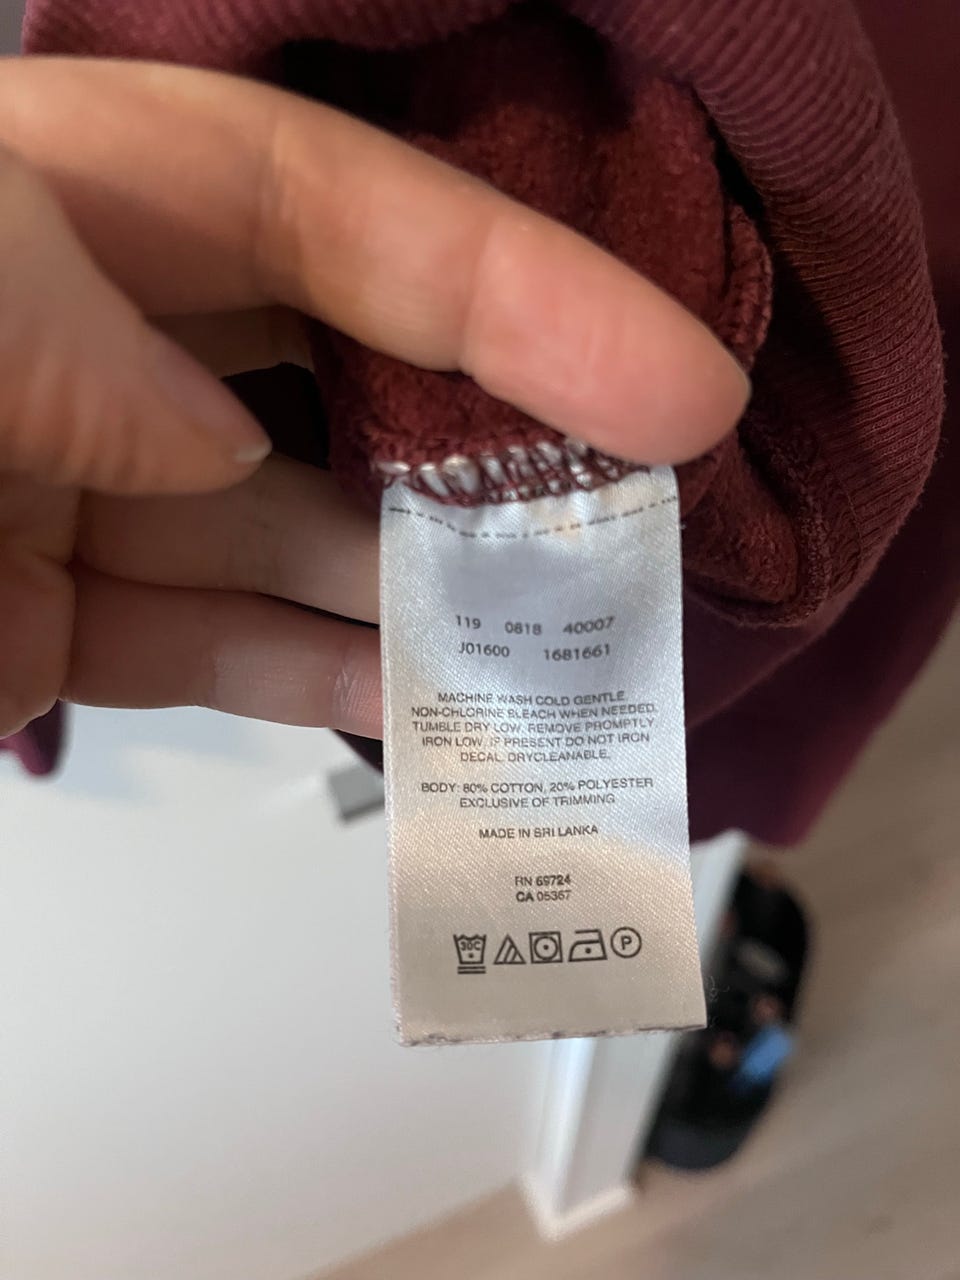 119 0818 40007
J01600 1681661
MACHINE WASH COLD GENTLE.
NON-CHLORINE BLEACH WHEN NEEDED.
TUMBLE DRY LOW. REMOVE PROMPTLY.
IRON LOW. IF PRESENT DO NOT IRON
DECAL. DRYCLEANABLE.
BODY: 80% COTTON, 20% POLYESTER
EXCLUSIVE OF TRIMMING
MADE IN SRI LANKA
RN 69724
CA 05367
30C P